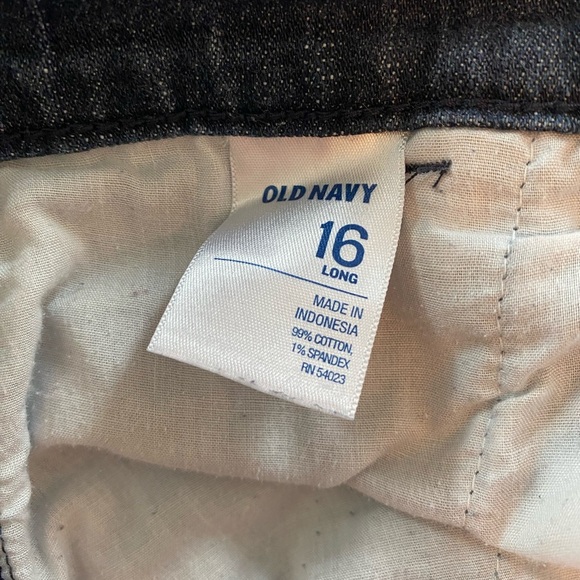 OLD NAVY
16
LONG
MADE IN
INDONESIA
99% COTTON,
1% SPANDEX
RN 54023